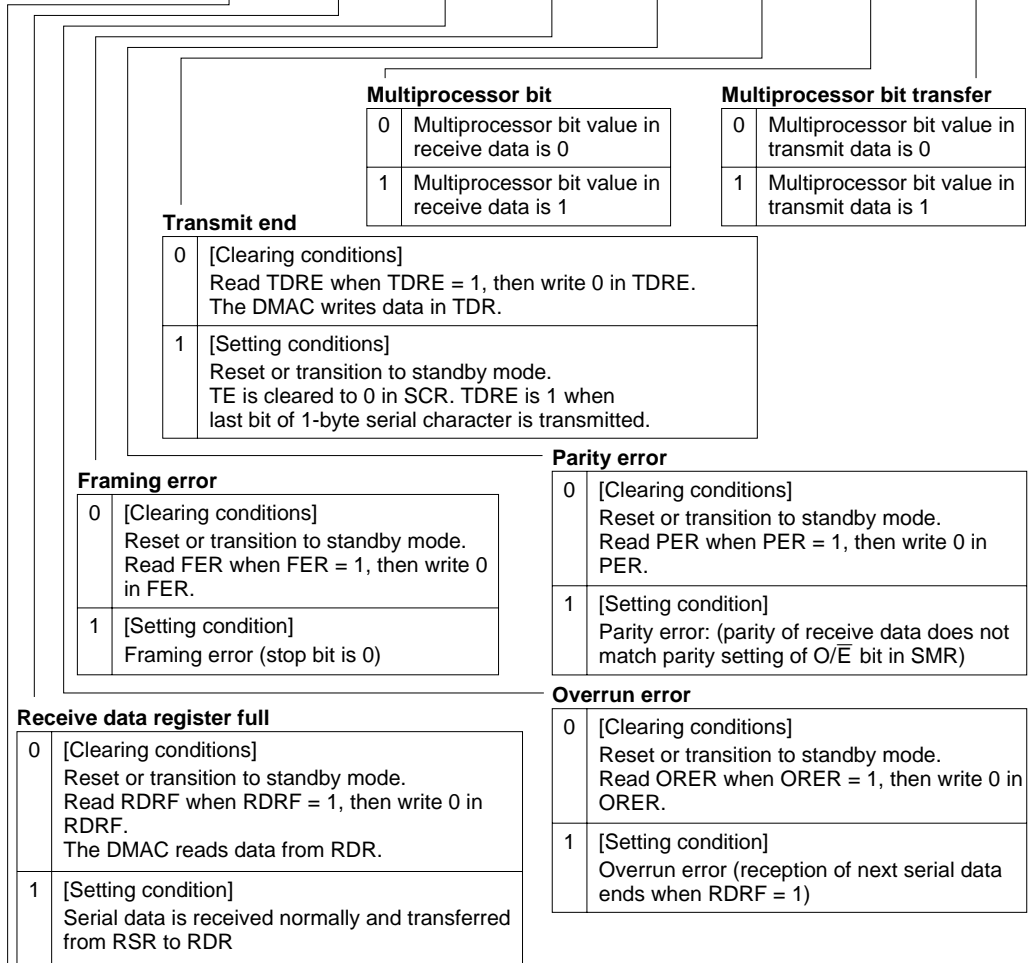 Multiprocessor bit
0 Multiprocessor bit value in
receive data is 0
1 Multiprocessor bit value in
receive data is 1
Multiprocessor bit transfer
0 Multiprocessor bit value in
transmit data is 0
1 Multiprocessor bit value in
transmit data is 1
Transmit end
0 [Clearing conditions]
Read TDRE when TDRE = 1, then write 0 in TDRE.
The DMAC writes data in TDR.
1 [Setting conditions]
Reset or transition to standby mode.
TE is cleared to 0 in SCR. TDRE is 1 when
last bit of 1-byte serial character is transmitted.
Framing error
0 [Clearing conditions]
Reset or transition to standby mode.
Read FER when FER = 1, then write 0
in FER.
1 [Setting condition]
Framing error (stop bit is 0)
Parity error
0 [Clearing conditions]
Reset or transition to standby mode.
Read PER when PER = 1, then write 0 in
PER.
1 [Setting condition]
Parity error: (parity of receive data does not
match parity setting of O/E̅ bit in SMR)
Receive data register full
0 [Clearing conditions]
Reset or transition to standby mode.
Read RDRF when RDRF = 1, then write 0 in
RDRF.
The DMAC reads data from RDR.
1 [Setting condition]
Serial data is received normally and transferred
from RSR to RDR
Overrun error
0 [Clearing conditions]
Reset or transition to standby mode.
Read ORER when ORER = 1, then write 0 in
ORER.
1 [Setting condition]
Overrun error (reception of next serial data
ends when RDRF = 1)